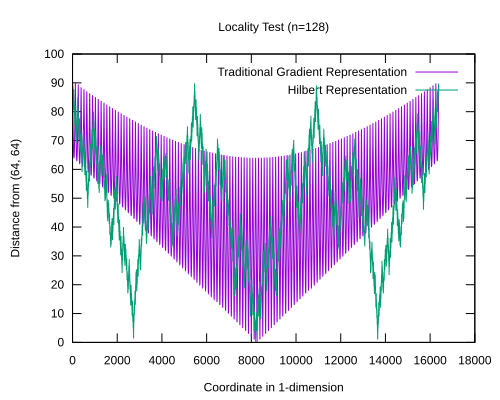 Locality Test (n=128)
Traditional Gradient Representation
Hilbert Representation
Distance from (64, 64)
100
90
80
70
60
50
40
30
20
10
0
0 2000 4000 6000 8000 10000 12000 14000 16000 18000
Coordinate in 1-dimension